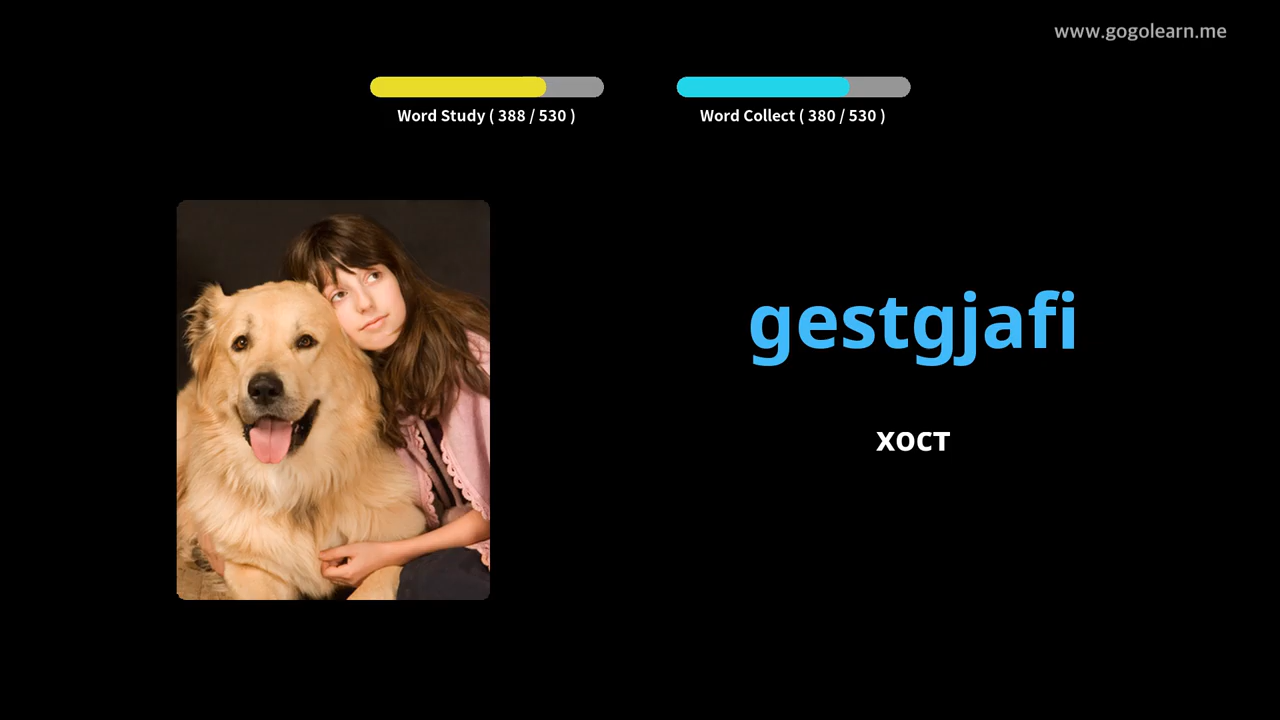 www.gogolearn.me
Word Study ( 388 / 530 )
Word Collect ( 380 / 530 )
gestgjafi
хост